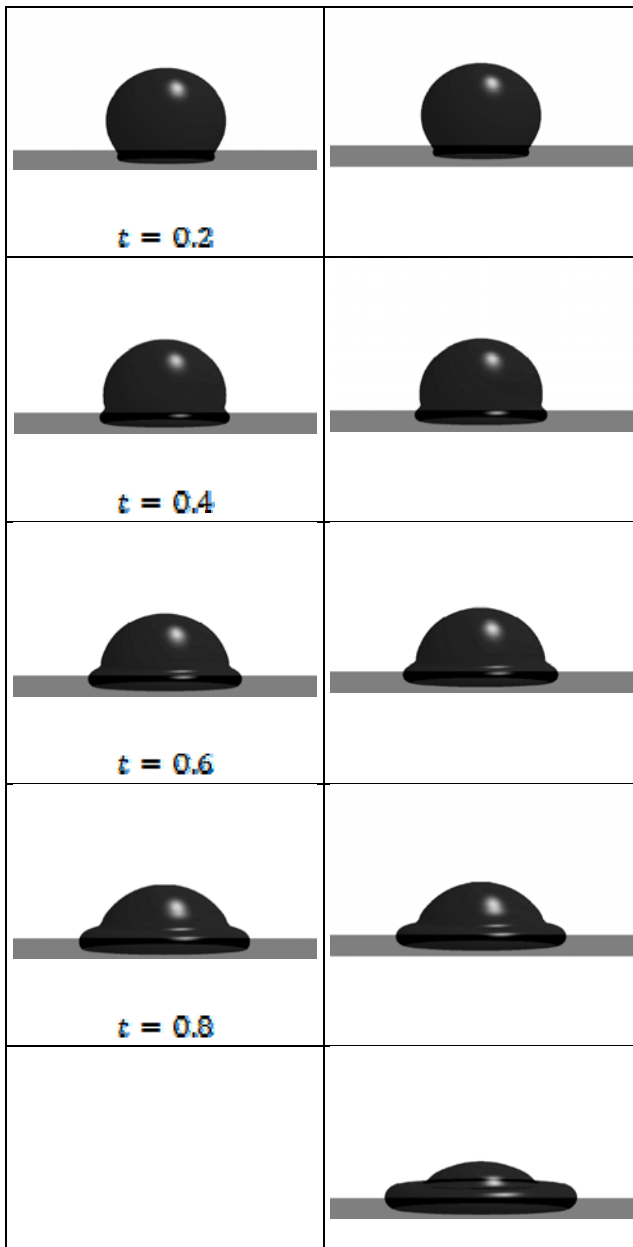 t = 0.2
t = 0.4
t = 0.6
t = 0.8